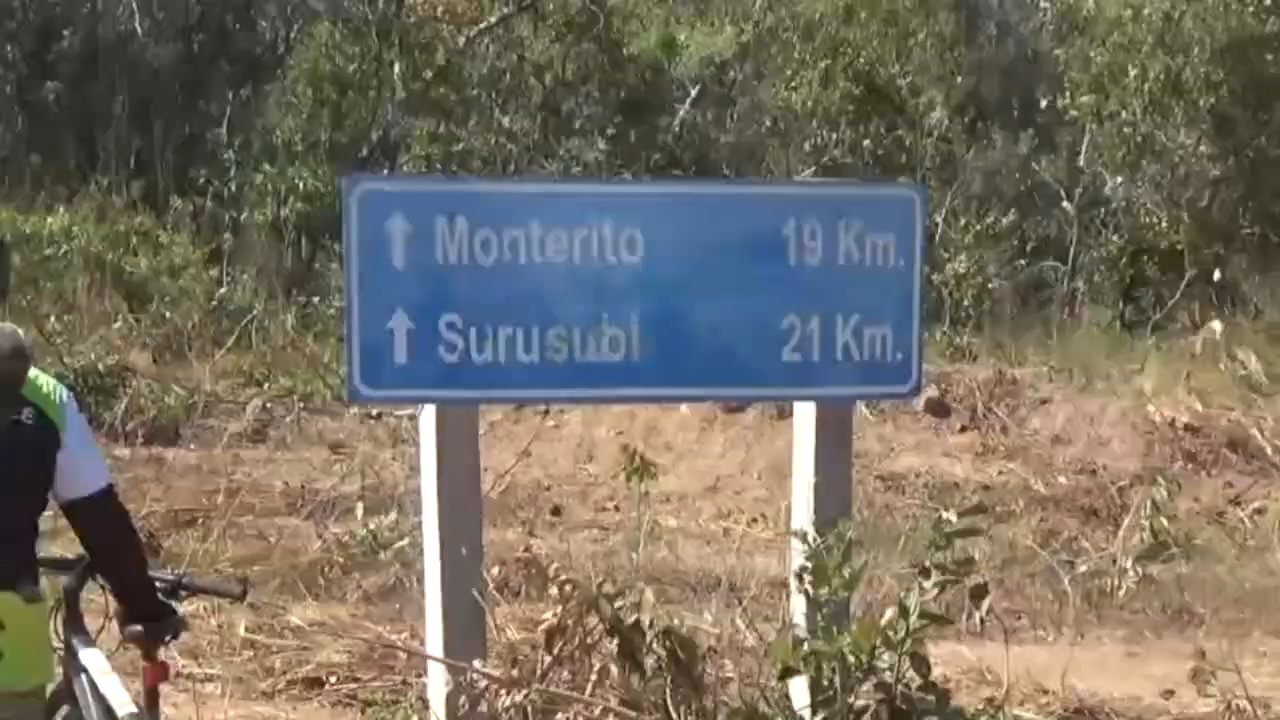 ↑ Monterito 19 Km.
↑ Surusubi 21 Km.